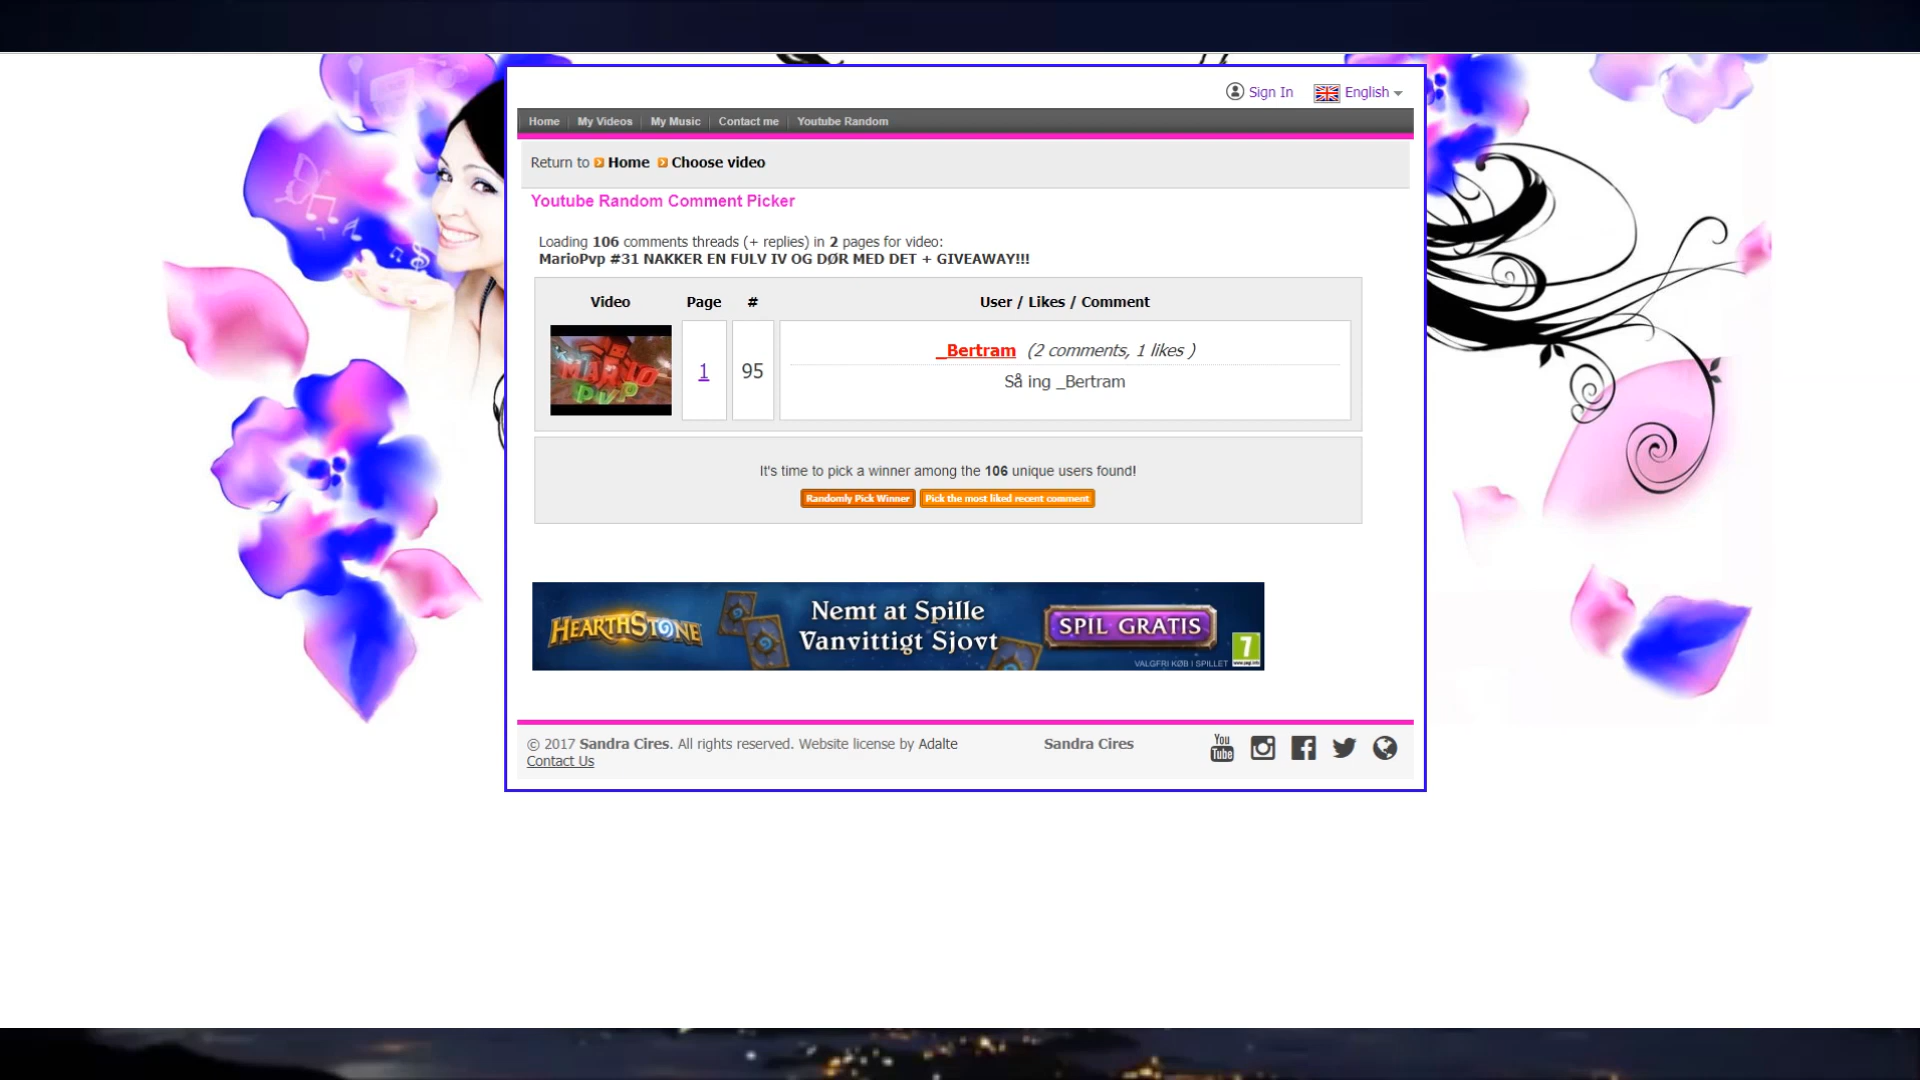 Sign In English
Home My Videos My Music Contact me Youtube Random
Return to Home Choose video
Youtube Random Comment Picker
Loading 106 comments threads (+ replies) in 2 pages for video:
MarioPvp #31 NAKKER EN FULV IV OG DØR MED DET + GIVEAWAY!!!
Video Page # User / Likes / Comment
MARIO
PVP
1 95
_Bertram (2 comments, 1 likes )
Så ing _Bertram
It's time to pick a winner among the 106 unique users found!
Randomly Pick Winner Pick the most liked recent comment
HEARTHSTONE
Nemt at Spille
Vanvittigt Sjovt
SPIL GRATIS
VALGFRI KØB I SPILLET
7
www.pegi.info
© 2017 Sandra Cires. All rights reserved. Website license by Adalte
Contact Us
Sandra Cires
You
Tube